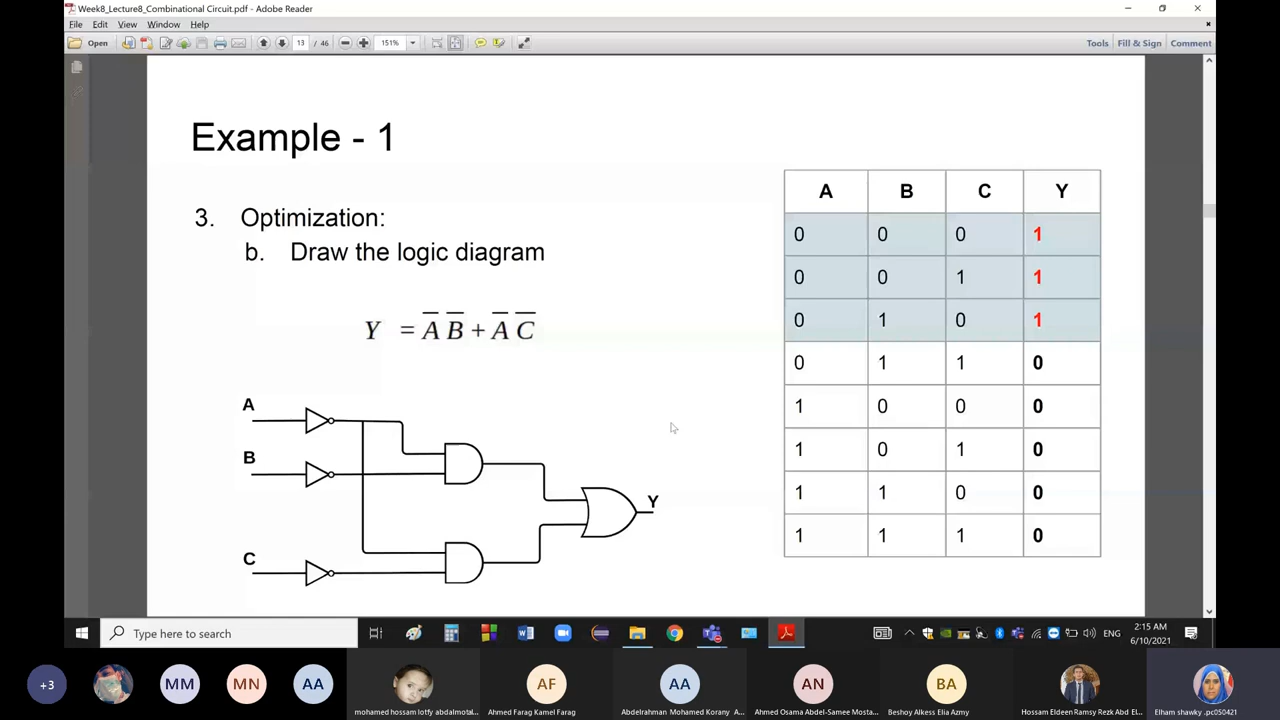 Week8_Lecture8_Combinational Circuit.pdf - Adobe Reader
File Edit View Window Help
Open 13 / 46 151% Tools Fill & Sign Comment
Example - 1
3. Optimization:
b. Draw the logic diagram
Y = A̅ B̅ + A̅ C̅
A
B
C
Y
A B C Y
0 0 0 1
0 0 1 1
0 1 0 1
0 1 1 0
1 0 0 0
1 0 1 0
1 1 0 0
1 1 1 0
Type here to search
ENG
2:15 AM
6/10/2021
+3 MM MN AA AF AA AN BA
mohamed hossam lotfy abdalmotal... Ahmed Farag Kamel Farag Abdelrahman Mohamed Korany A... Ahmed Osama Abdel-Samee Mosta... Beshoy Alkess Elia Azmy Hossam Eldeen Ramsy Rezk Abd El... Elham shawky .pc050421